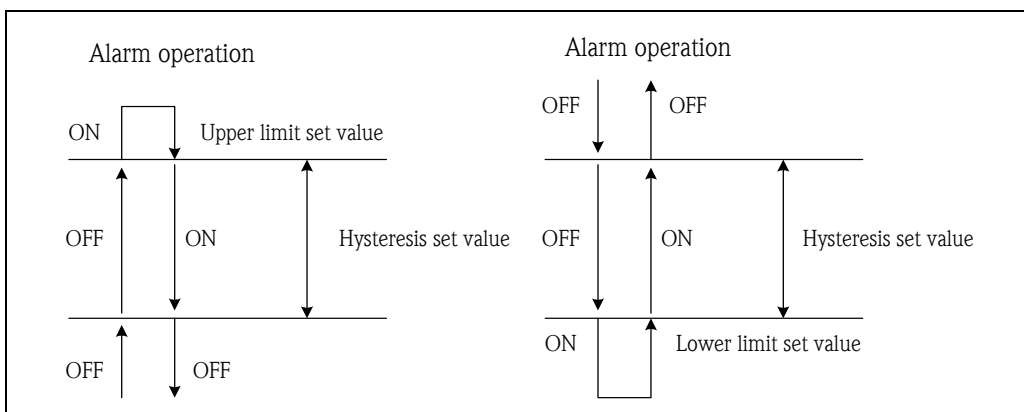 Alarm operation
ON
Upper limit set value
OFF
ON
Hysteresis set value
OFF
OFF
Alarm operation
OFF
OFF
OFF
ON
Hysteresis set value
ON
Lower limit set value